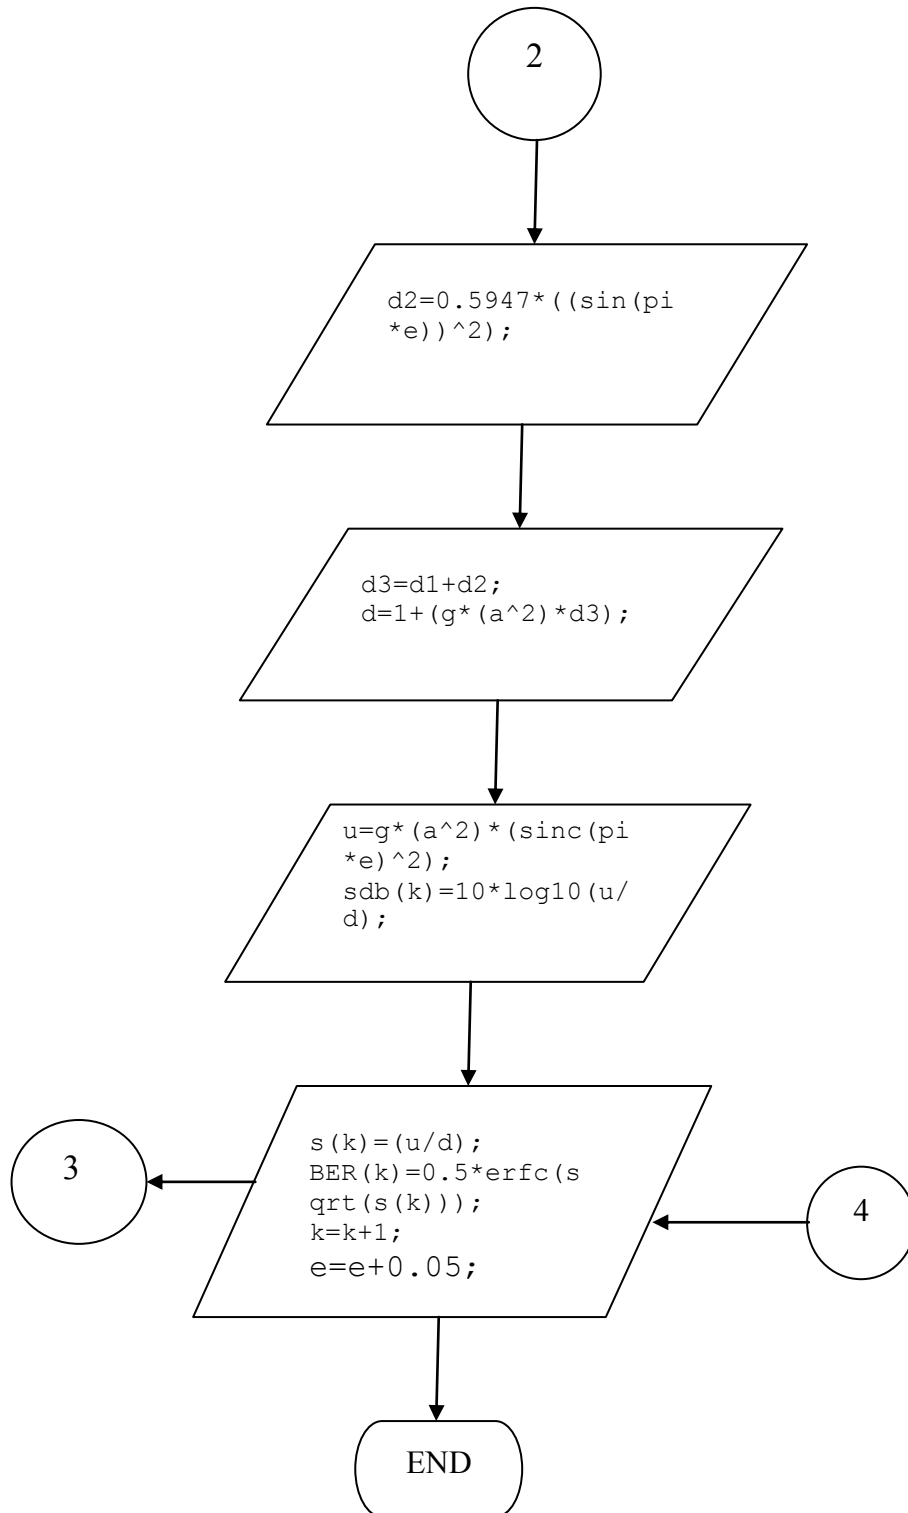 2
d2=0.5947*((sin(pi
*e))^2);
d3=d1+d2;
d=1+(g*(a^2)*d3);
u=g*(a^2)*(sinc(pi
*e)^2);
sdb(k)=10*log10(u/
d);
s(k)=(u/d);
BER(k)=0.5*erfc(s
qrt(s(k)));
k=k+1;
e=e+0.05;
3
4
END